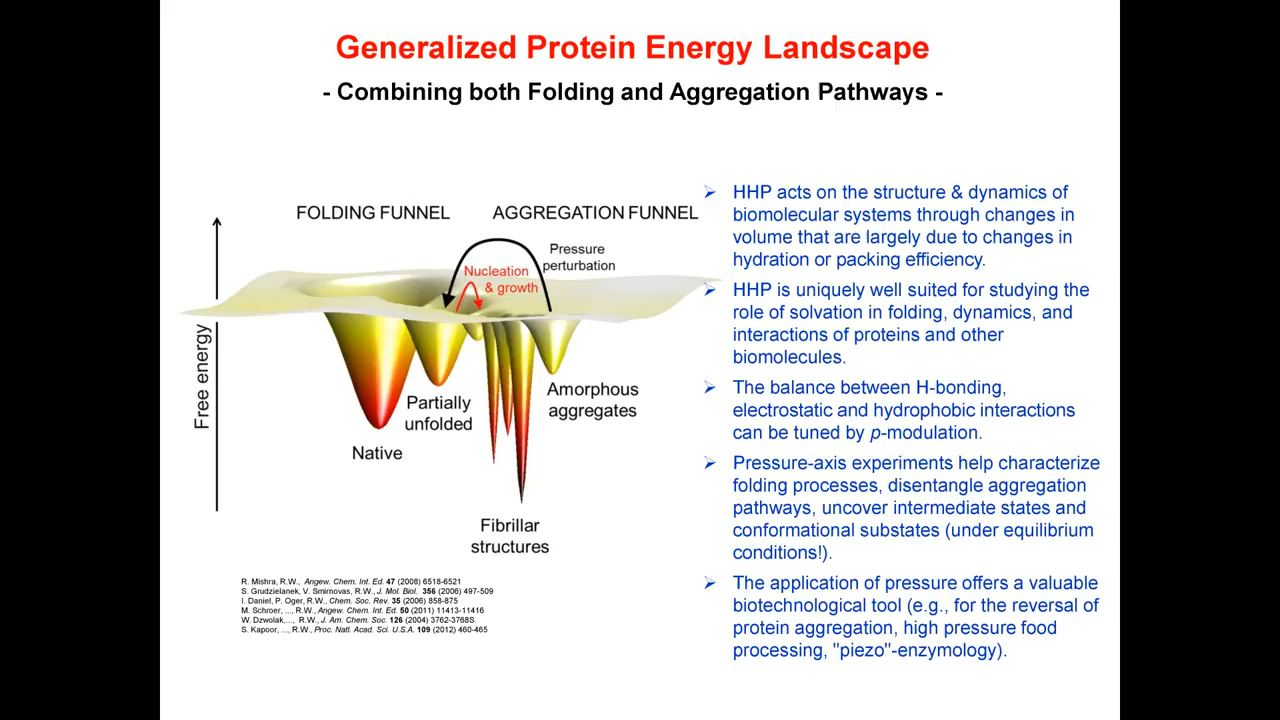 Generalized Protein Energy Landscape
- Combining both Folding and Aggregation Pathways -
FOLDING FUNNEL
AGGREGATION FUNNEL
Pressure
perturbation
Nucleation
& growth
Free energy
Partially
unfolded
Amorphous
aggregates
Native
Fibrillar
structures
R. Mishra, R.W., Angew. Chem. Int. Ed. 47 (2008) 6518-6521
S. Grudzielanek, V. Smirnovas, R.W., J. Mol. Biol. 356 (2006) 497-509
I. Daniel, P. Oger, R.W., Chem. Soc. Rev. 35 (2006) 858-875
M. Schroer, ..., R.W., Angew. Chem. Int. Ed. 50 (2011) 11413-11416
W. Dzwolak,..., R.W., J. Am. Chem. Soc. 126 (2004) 3762-3768S.
S. Kapoor, ..., R.W., Proc. Natl. Acad. Sci. U.S.A. 109 (2012) 460-465
➢ HHP acts on the structure & dynamics of
biomolecular systems through changes in
volume that are largely due to changes in
hydration or packing efficiency.
➢ HHP is uniquely well suited for studying the
role of solvation in folding, dynamics, and
interactions of proteins and other
biomolecules.
➢ The balance between H-bonding,
electrostatic and hydrophobic interactions
can be tuned by p-modulation.
➢ Pressure-axis experiments help characterize
folding processes, disentangle aggregation
pathways, uncover intermediate states and
conformational substates (under equilibrium
conditions!).
➢ The application of pressure offers a valuable
biotechnological tool (e.g., for the reversal of
protein aggregation, high pressure food
processing, "piezo"-enzymology).